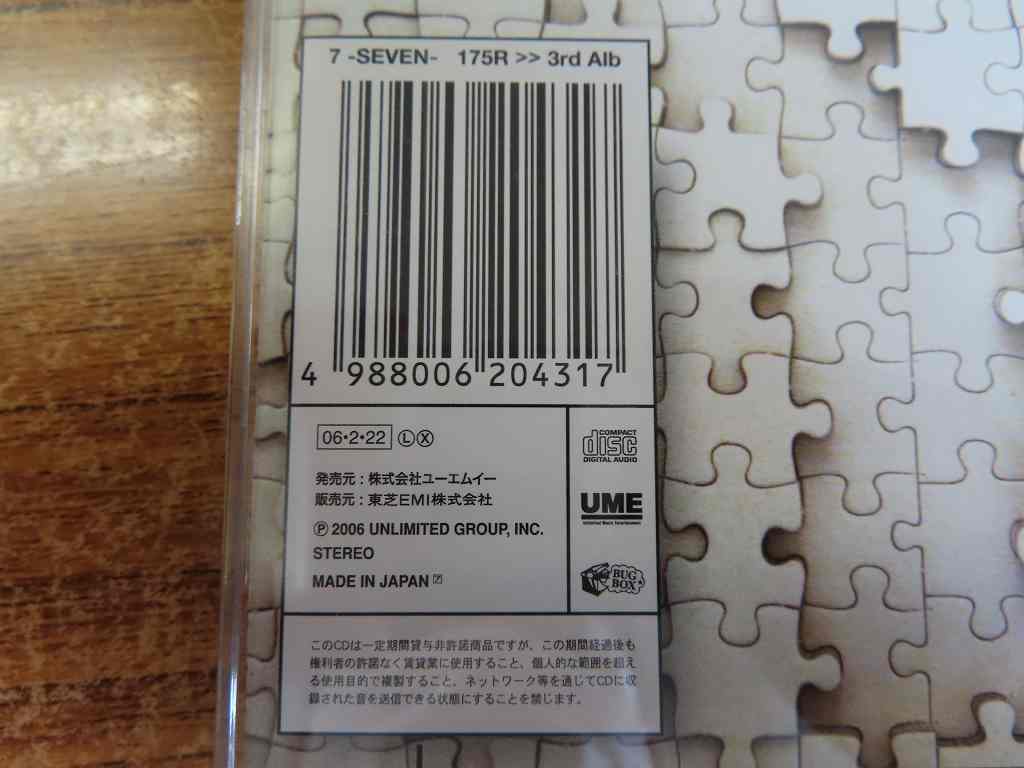 7 -SEVEN- 175R >> 3rd Alb
4 988006 204317
06・2・22 Ⓛ Ⓧ
発売元：株式会社ユーエムイー
販売元：東芝EMI株式会社
Ⓟ 2006 UNLIMITED GROUP, INC.
STEREO
MADE IN JAPAN
COMPACT
disc
DIGITAL AUDIO
UME
Unlimited Music Entertainment
BUG
BOX
このCDは一定期間貸与非許諾商品ですが、この期間経過後も
権利者の許諾なく賃貸業に使用すること、個人的な範囲を超え
る使用目的で複製すること、ネットワーク等を通じてCDに収
録された音を送信できる状態にすることを禁じます。